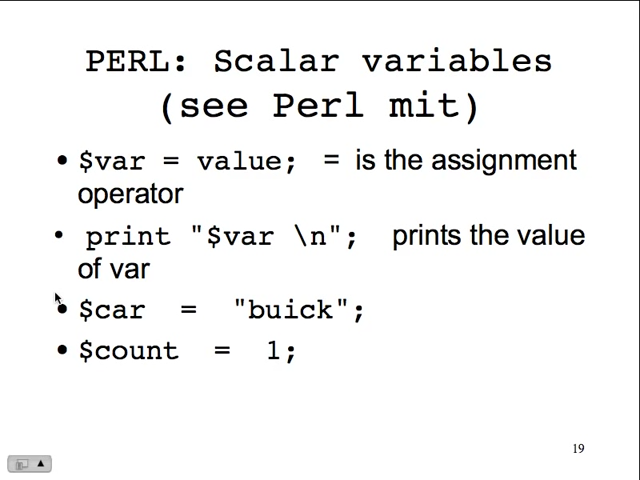 PERL: Scalar variables
(see Perl mit)
• $var = value; = is the assignment
operator
• print "$var \n"; prints the value
of var
• $car = "buick";
• $count = 1;
19